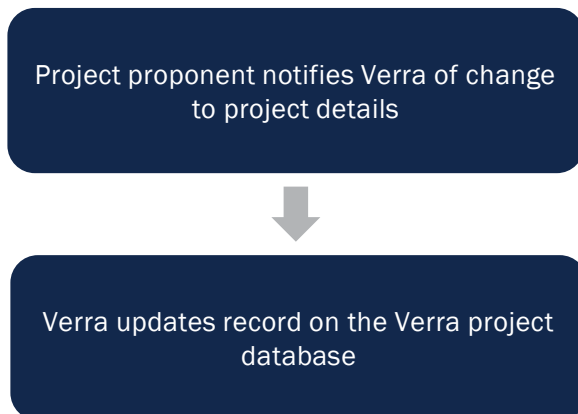 Project proponent notifies Verra of change
to project details
Verra updates record on the Verra project
database